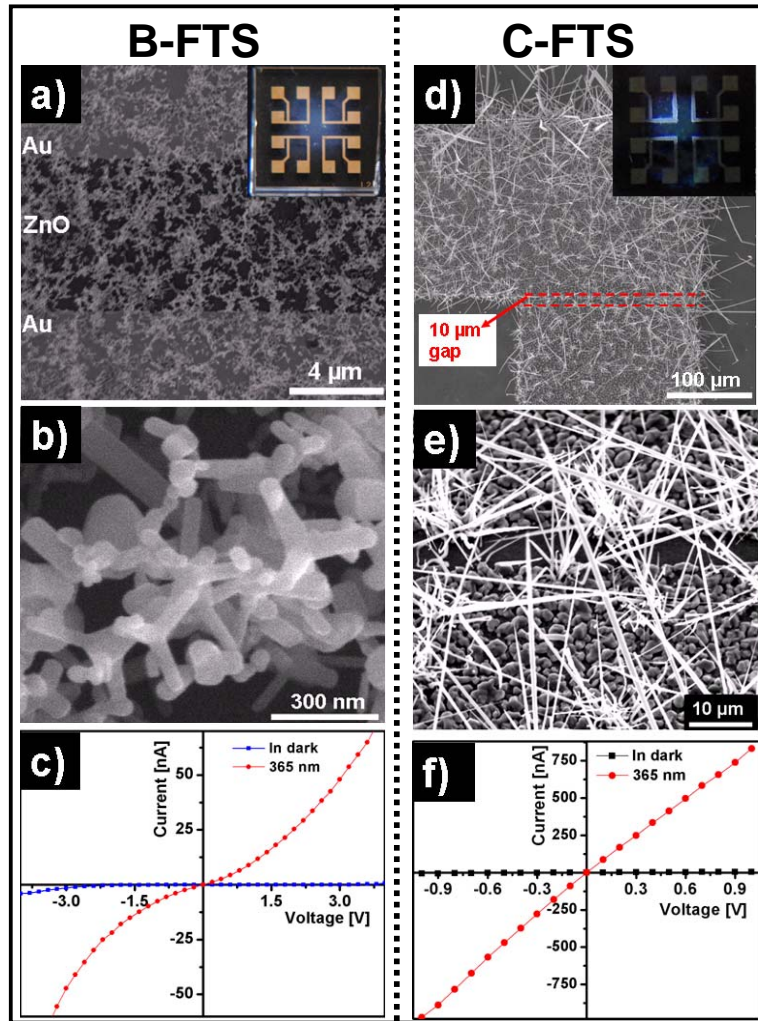 B-FTS
a)
Au
ZnO
Au
4 µm
b)
300 nm
c)
In dark
365 nm
Current [nA]
50
25
-25
-50
-3.0
-1.5
1.5
3.0
Voltage [V]
C-FTS
d)
10 µm
gap
100 µm
e)
10 µm
f)
In dark
365 nm
Current [nA]
750
500
250
-250
-500
-750
-0.9
-0.6
-0.3
0.3
0.6
0.9
Voltage [V]